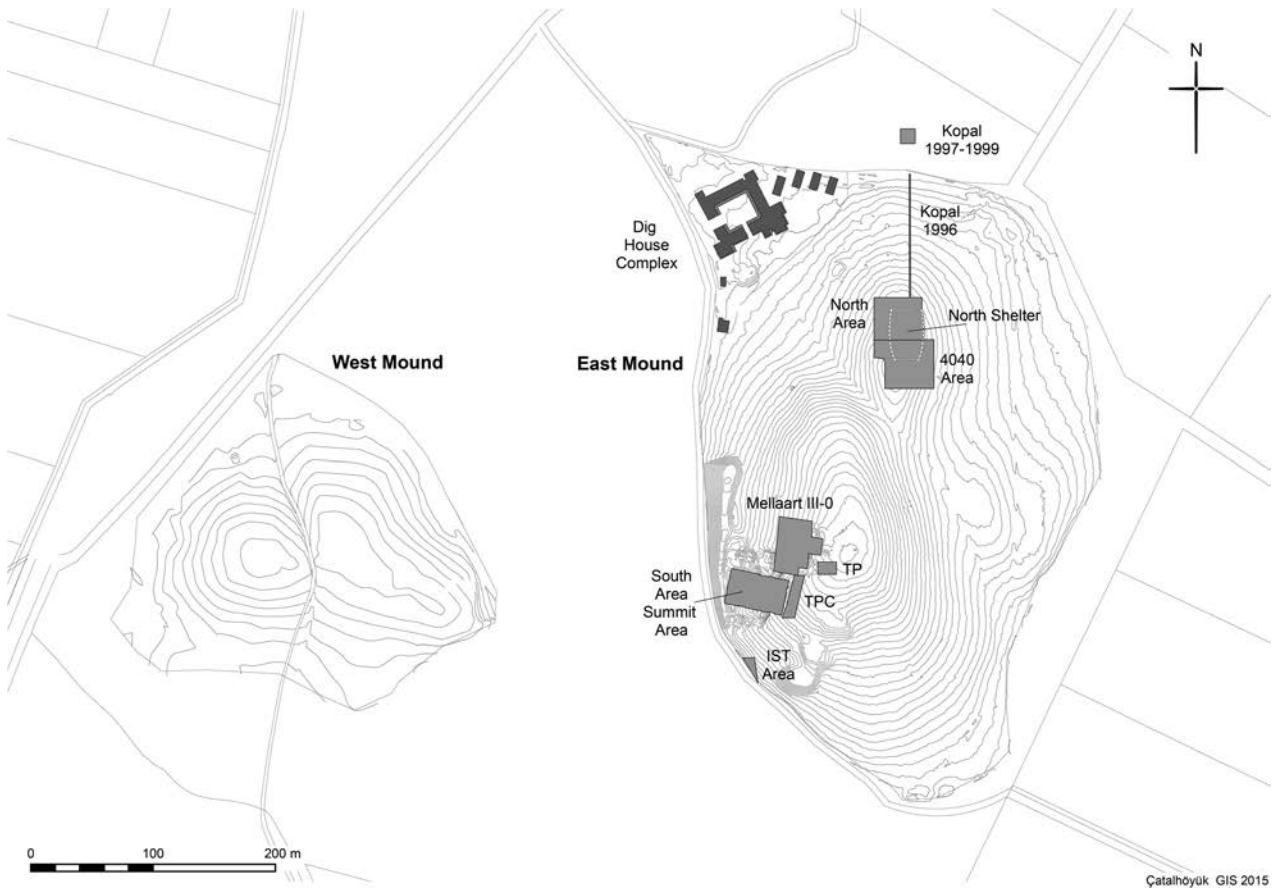 N
Kopal
1997-1999
Kopal
1996
Dig
House
Complex
North
Area
North Shelter
4040
Area
West Mound
East Mound
Mellaart III-0
TP
South
Area
Summit
Area
TPC
IST
Area
0
100
200 m
Çatalhöyük GIS 2015